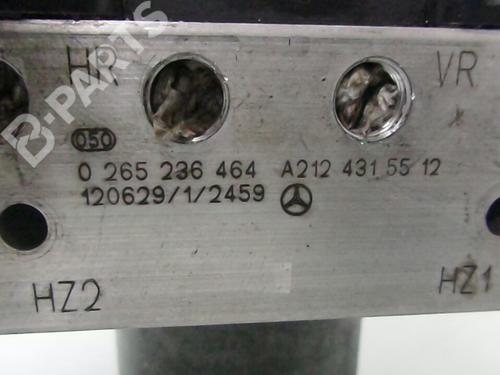 HR VR
B-PARTS
050
0 265 236 464 A212 431 55 12
120629/1/2459
HZ2 HZ1